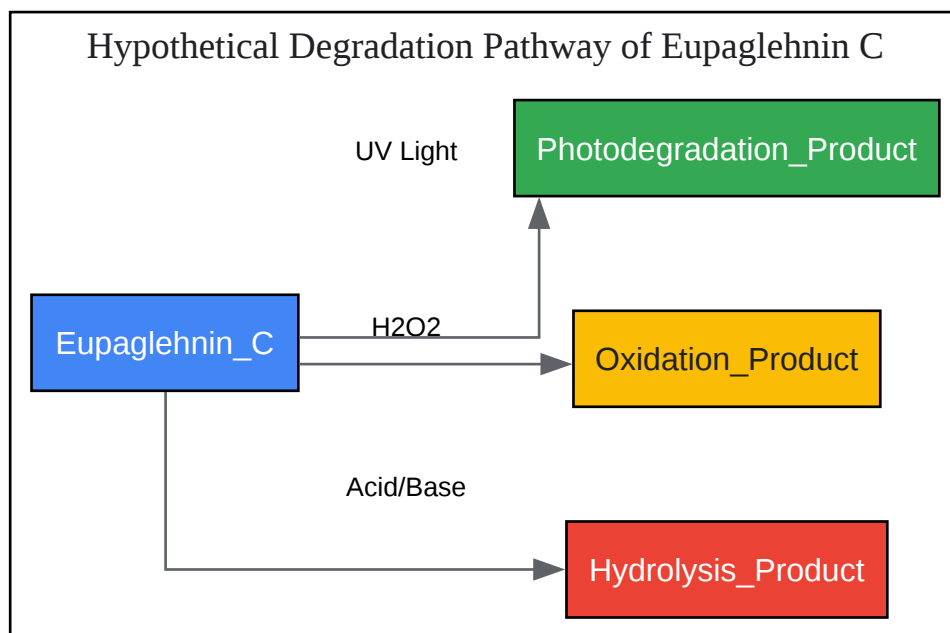 Hypothetical Degradation Pathway of Eupaglehnin C
UV Light
Photodegradation_Product
Eupaglehnin_C
H2O2
Oxidation_Product
Acid/Base
Hydrolysis_Product